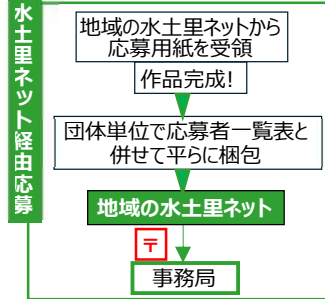 水土里ネット経由応募
地域の水土里ネットから
応募用紙を受領
作品完成!
団体単位で応募者一覧表と
併せて平らに梱包
地域の水土里ネット
〒
事務局